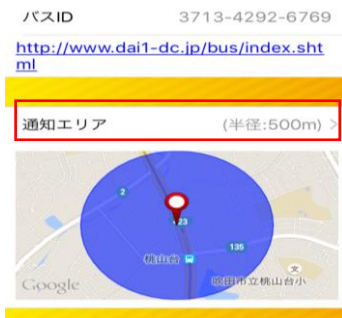 バスID 3713-4292-6769
http://www.dai1-dc.jp/bus/index.sht
ml
通知エリア (半径:500m) >
2
423
135
桃山台
文
吹田市立桃山台小
Google